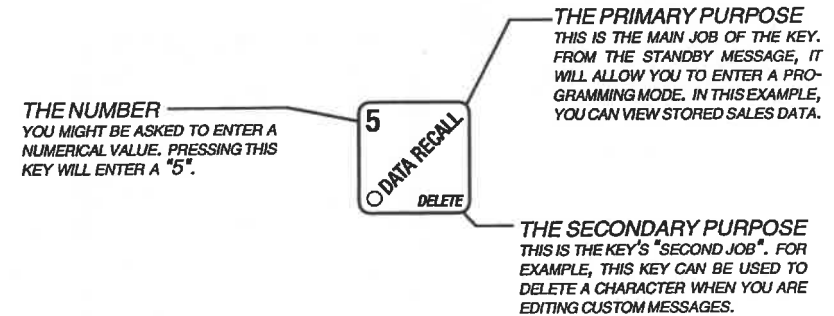 THE PRIMARY PURPOSE
THIS IS THE MAIN JOB OF THE KEY.
FROM THE STANDBY MESSAGE, IT
WILL ALLOW YOU TO ENTER A PRO-
GRAMMING MODE. IN THIS EXAMPLE,
YOU CAN VIEW STORED SALES DATA.
THE NUMBER
YOU MIGHT BE ASKED TO ENTER A
NUMERICAL VALUE. PRESSING THIS
KEY WILL ENTER A "5".
5
DATA RECALL
DELETE
THE SECONDARY PURPOSE
THIS IS THE KEY'S "SECOND JOB". FOR
EXAMPLE, THIS KEY CAN BE USED TO
DELETE A CHARACTER WHEN YOU ARE
EDITING CUSTOM MESSAGES.